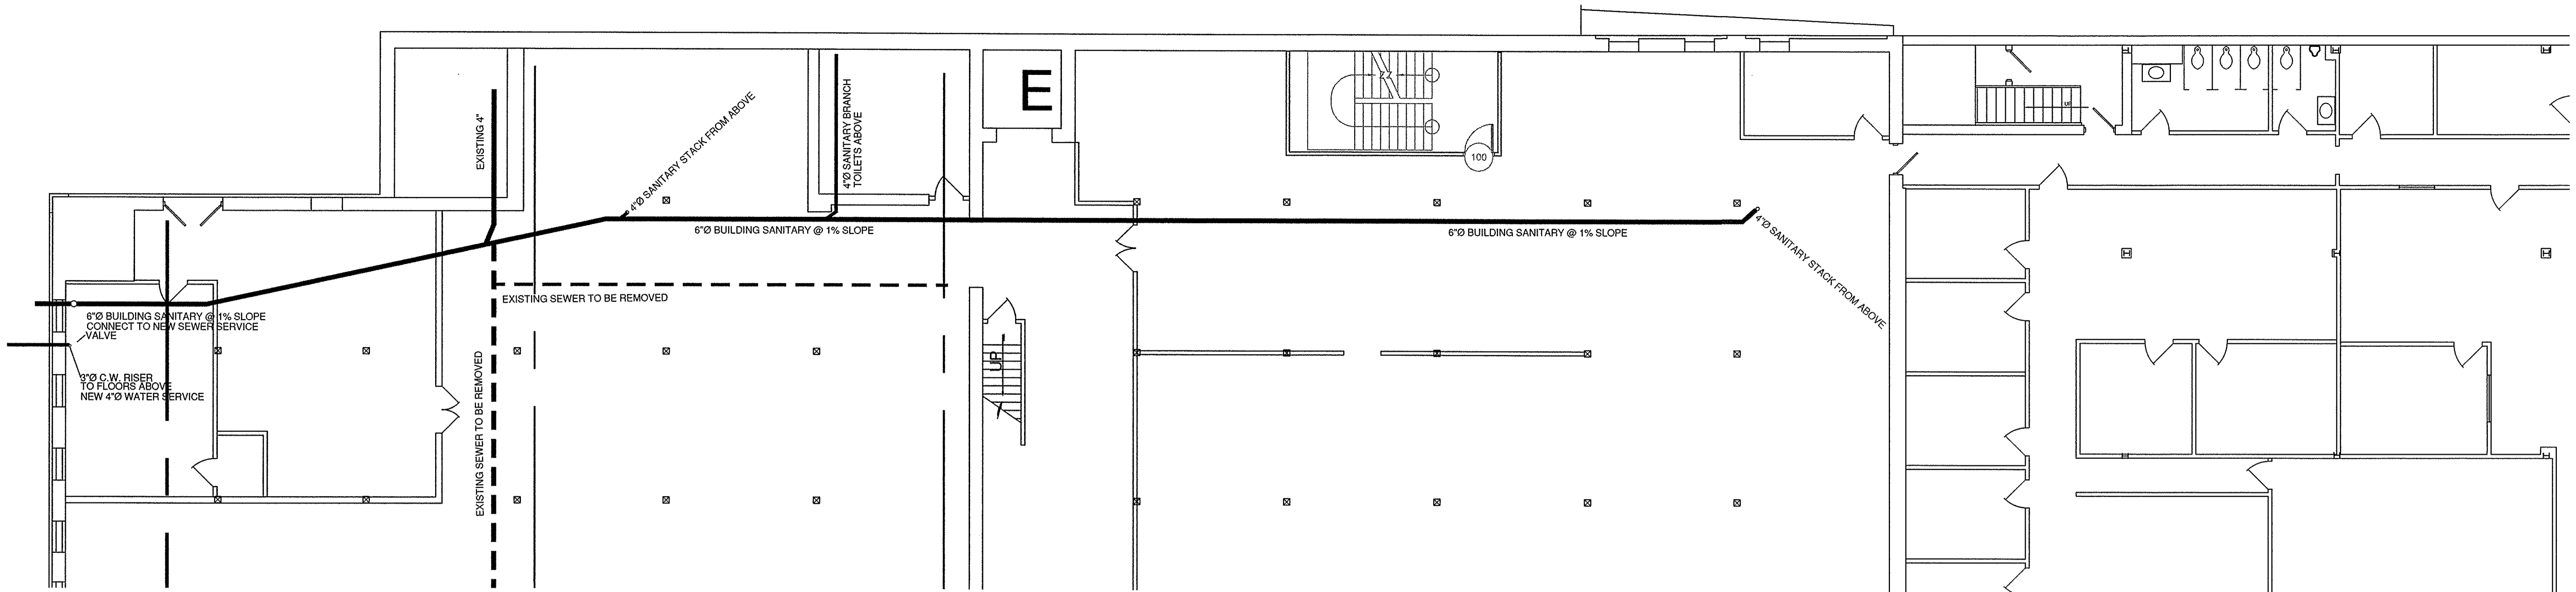 E
EXISTING 4"
4"Ø SANITARY STACK FROM ABOVE
4"Ø SANITARY BRANCH
TOILETS ABOVE
100
UP
6"Ø BUILDING SANITARY @ 1% SLOPE
6"Ø BUILDING SANITARY @ 1% SLOPE
4"Ø SANITARY STACK FROM ABOVE
EXISTING SEWER TO BE REMOVED
6"Ø BUILDING SANITARY @ 1% SLOPE
CONNECT TO NEW SEWER SERVICE
VALVE
3"Ø C.W. RISER
TO FLOORS ABOVE
NEW 4"Ø WATER SERVICE
EXISTING SEWER TO BE REMOVED
UP